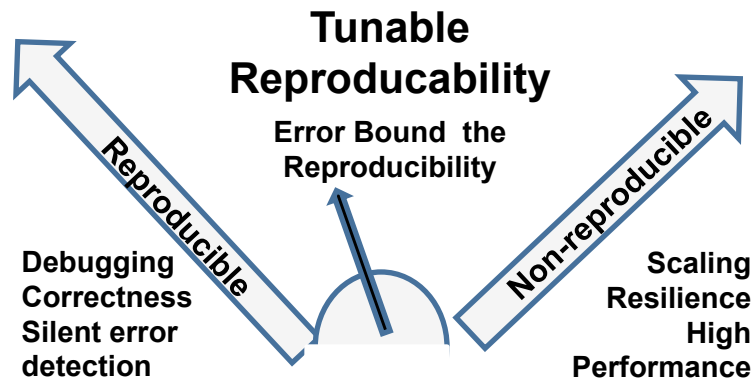 Tunable
Reproducability
Error Bound the
Reproducibility
Reproducible
Non-reproducible
Debugging
Correctness
Silent error
detection
Scaling
Resilience
High
Performance